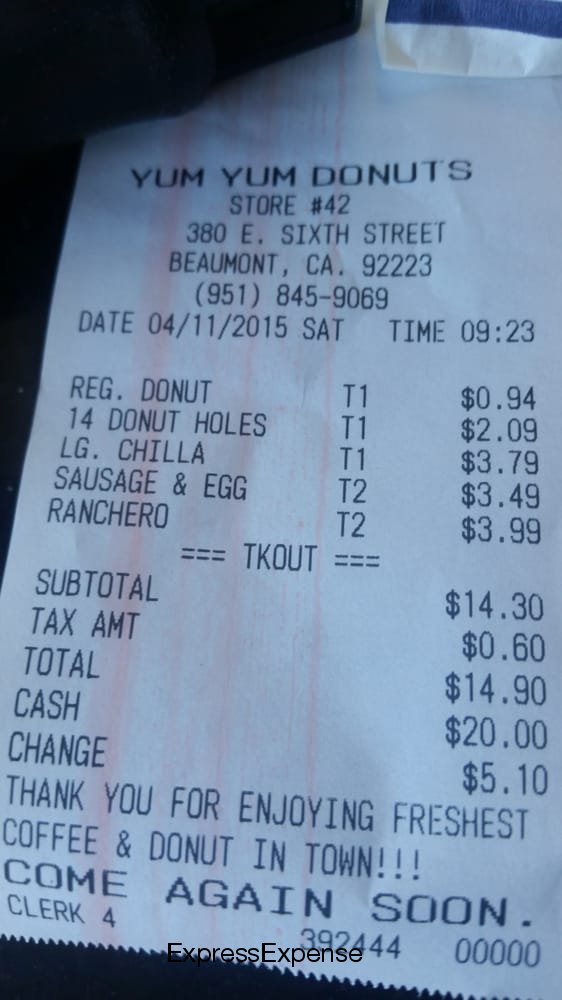 YUM YUM DONUTS
STORE #42
380 E. SIXTH STREET
BEAUMONT, CA. 92223
(951) 845-9069
DATE 04/11/2015 SAT TIME 09:23
REG. DONUT T1 $0.94
14 DONUT HOLES T1 $2.09
LG. CHILLA T1 $3.79
SAUSAGE & EGG T2 $3.49
RANCHERO T2 $3.99
=== TKOUT ===
SUBTOTAL $14.30
TAX AMT $0.60
TOTAL $14.90
CASH $20.00
CHANGE $5.10
THANK YOU FOR ENJOYING FRESHEST
COFFEE & DONUT IN TOWN!!!
COME AGAIN SOON.
CLERK 4 392444 00000
ExpressExpense